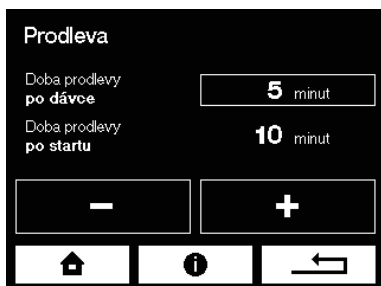 Prodleva
Doba prodlevy
po dávce
5 minut
Doba prodlevy
po startu
10 minut